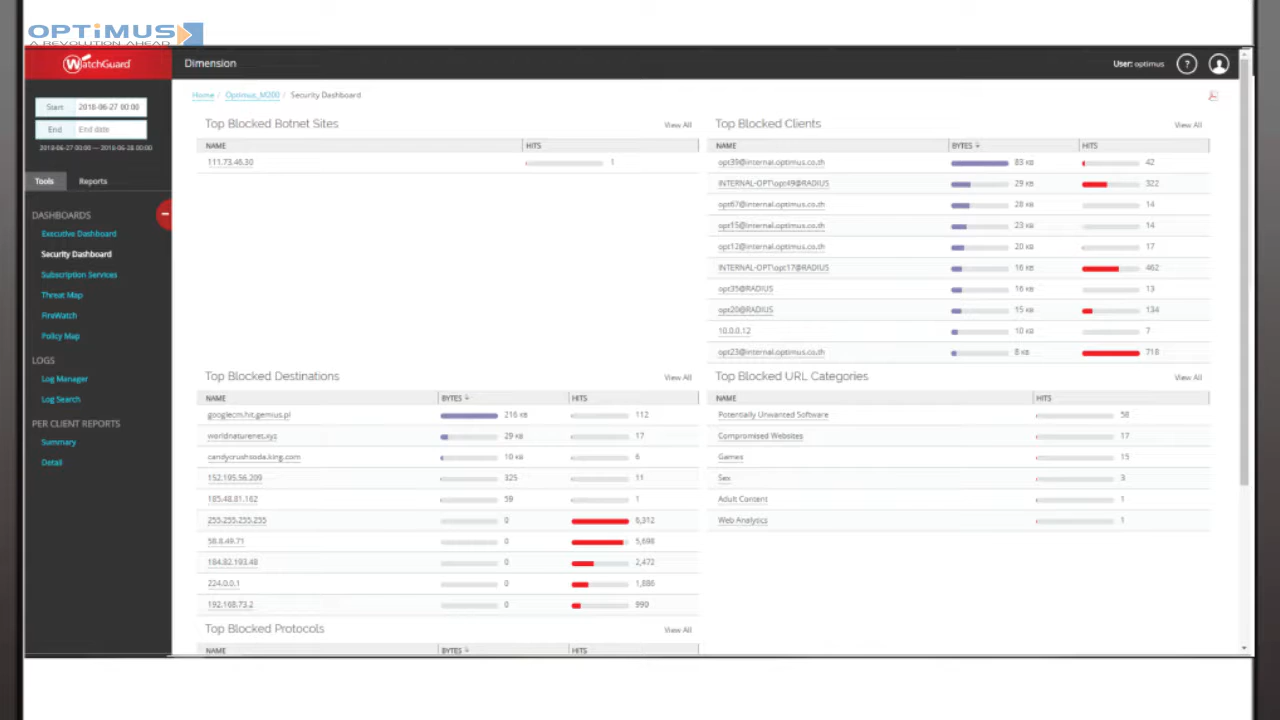 OPTiMUS
A REVOLUTION AHEAD
WatchGuard
Dimension
User: optimus
?
Start 2018-06-27 00:00
End End date
2018-06-27 00:00 — 2018-06-28 00:00
Tools Reports
DASHBOARDS
Executive Dashboard
Security Dashboard
Subscription Services
Threat Map
FireWatch
Policy Map
LOGS
Log Manager
Log Search
PER CLIENT REPORTS
Summary
Detail
Home / Optimus_M200 / Security Dashboard
Top Blocked Botnet Sites View All
NAME HITS
111.73.46.30 1
Top Blocked Clients View All
NAME BYTES HITS
opt39@internal.optimus.co.th 83 KB 42
INTERNAL-OPT\opt49@RADIUS 29 KB 322
opt67@internal.optimus.co.th 28 KB 14
opt15@internal.optimus.co.th 23 KB 14
opt12@internal.optimus.co.th 20 KB 17
INTERNAL-OPT\opt17@RADIUS 16 KB 462
opt35@RADIUS 16 KB 13
opt20@RADIUS 15 KB 134
10.0.0.12 10 KB 7
opt23@internal.optimus.co.th 8 KB 718
Top Blocked Destinations View All
NAME BYTES HITS
googlecm.hit.gemius.pl 216 KB 112
worldnaturenet.xyz 29 KB 17
candycrushsoda.king.com 10 KB 6
152.195.56.209 325 11
185.48.81.162 59 1
255.255.255.255 0 6,312
58.8.49.71 0 5,698
184.82.193.48 0 2,472
224.0.0.1 0 1,886
192.168.73.2 0 990
Top Blocked URL Categories View All
NAME HITS
Potentially Unwanted Software 58
Compromised Websites 17
Games 15
Sex 3
Adult Content 1
Web Analytics 1
Top Blocked Protocols View All
NAME BYTES HITS